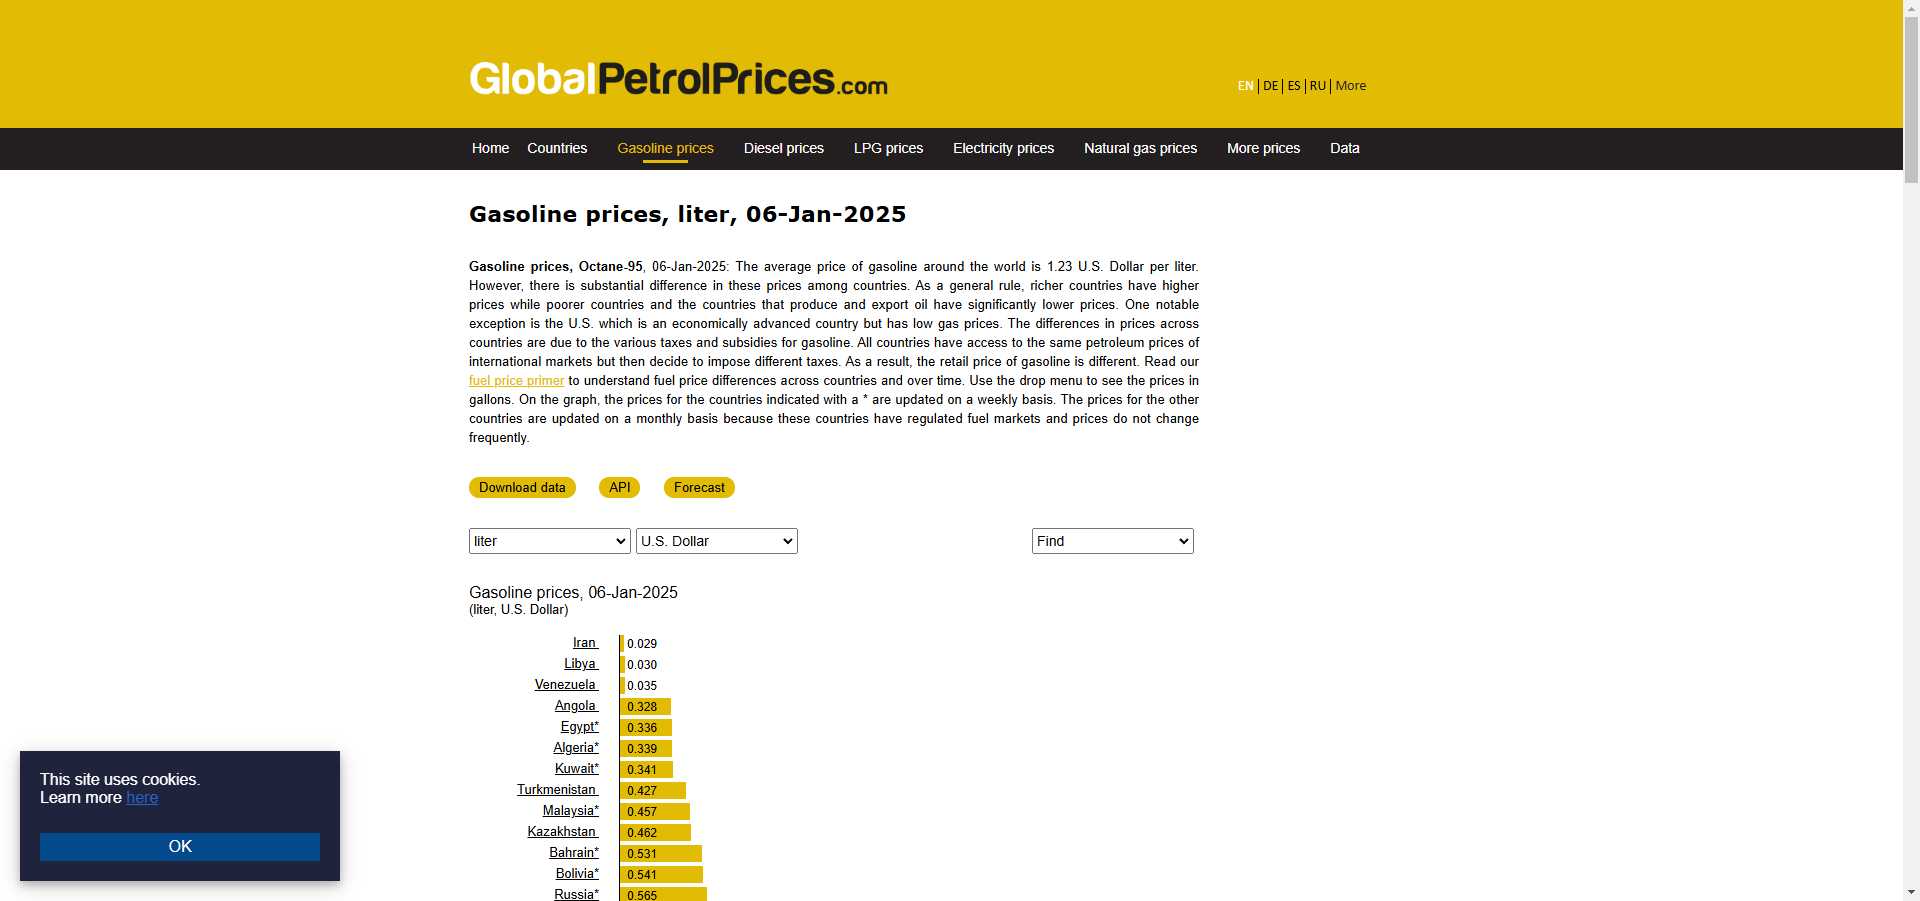 GlobalPetrolPrices.com
EN | DE | ES | RU | More
Home Countries Gasoline prices Diesel prices LPG prices Electricity prices Natural gas prices More prices Data
Gasoline prices, liter, 06-Jan-2025
Gasoline prices, Octane-95, 06-Jan-2025: The average price of gasoline around the world is 1.23 U.S. Dollar per liter.
However, there is substantial difference in these prices among countries. As a general rule, richer countries have higher
prices while poorer countries and the countries that produce and export oil have significantly lower prices. One notable
exception is the U.S. which is an economically advanced country but has low gas prices. The differences in prices across
countries are due to the various taxes and subsidies for gasoline. All countries have access to the same petroleum prices of
international markets but then decide to impose different taxes. As a result, the retail price of gasoline is different. Read our
fuel price primer to understand fuel price differences across countries and over time. Use the drop menu to see the prices in
gallons. On the graph, the prices for the countries indicated with a * are updated on a weekly basis. The prices for the other
countries are updated on a monthly basis because these countries have regulated fuel markets and prices do not change
frequently.
Download data API Forecast
liter U.S. Dollar Find
Gasoline prices, 06-Jan-2025
(liter, U.S. Dollar)
Iran 0.029
Libya 0.030
Venezuela 0.035
Angola 0.328
Egypt* 0.336
Algeria* 0.339
Kuwait* 0.341
Turkmenistan 0.427
Malaysia* 0.457
Kazakhstan 0.462
Bahrain* 0.531
Bolivia* 0.541
Russia* 0.565
This site uses cookies.
Learn more here
OK